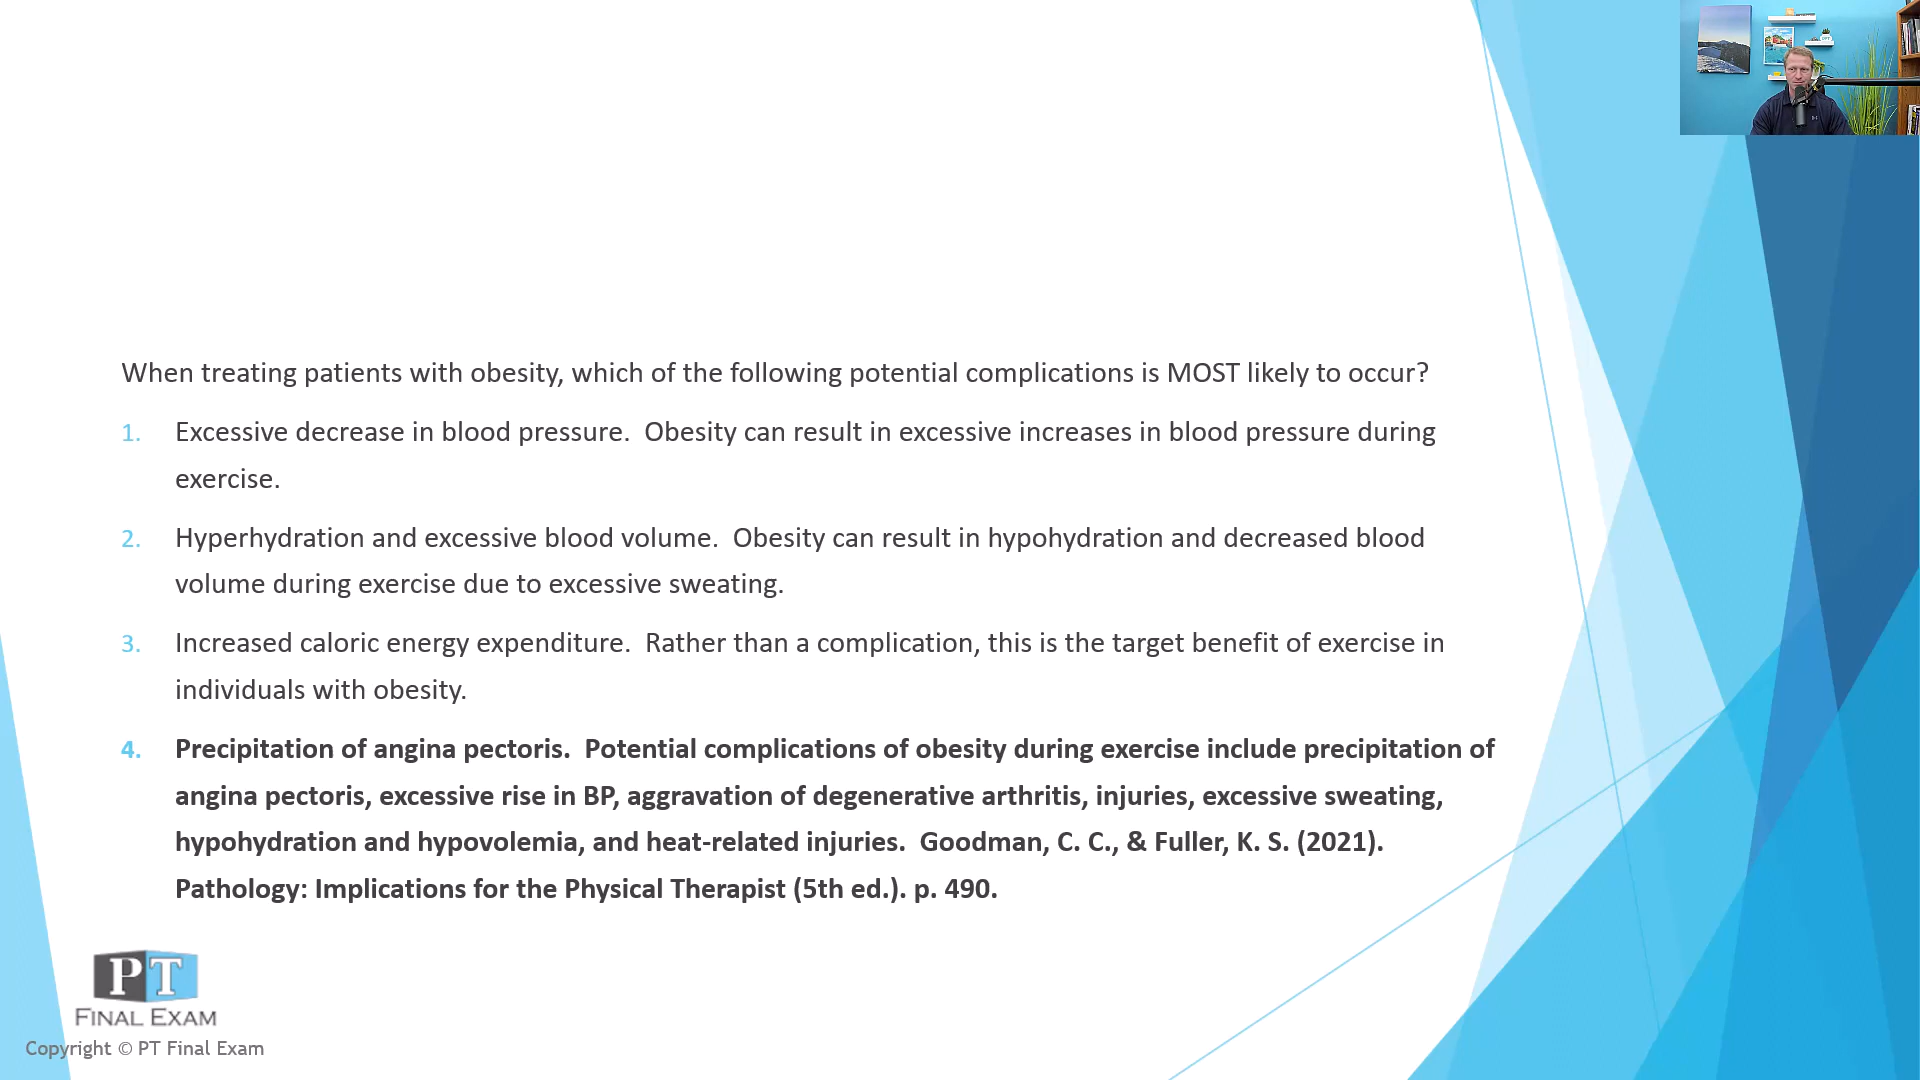 When treating patients with obesity, which of the following potential complications is MOST likely to occur?
1. Excessive decrease in blood pressure.  Obesity can result in excessive increases in blood pressure during
exercise.
2. Hyperhydration and excessive blood volume.  Obesity can result in hypohydration and decreased blood
volume during exercise due to excessive sweating.
3. Increased caloric energy expenditure.  Rather than a complication, this is the target benefit of exercise in
individuals with obesity.
4. Precipitation of angina pectoris.  Potential complications of obesity during exercise include precipitation of
angina pectoris, excessive rise in BP, aggravation of degenerative arthritis, injuries, excessive sweating,
hypohydration and hypovolemia, and heat-related injuries.  Goodman, C. C., & Fuller, K. S. (2021).
Pathology: Implications for the Physical Therapist (5th ed.). p. 490.
PT
FINAL EXAM
Copyright © PT Final Exam